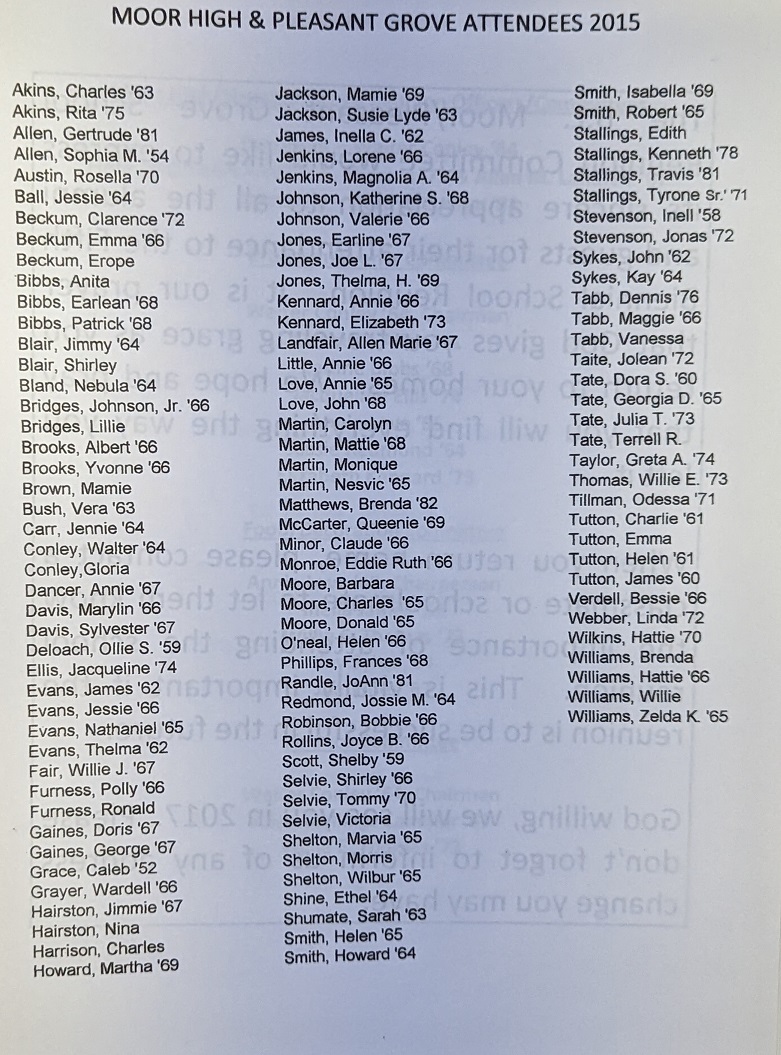 MOOR HIGH & PLEASANT GROVE ATTENDEES 2015
Akins, Charles '63
Akins, Rita '75
Allen, Gertrude '81
Allen, Sophia M. '54
Austin, Rosella '70
Ball, Jessie '64
Beckum, Clarence '72
Beckum, Emma '66
Beckum, Erope
Bibbs, Anita
Bibbs, Earlean '68
Bibbs, Patrick '68
Blair, Jimmy '64
Blair, Shirley
Bland, Nebula '64
Bridges, Johnson, Jr. '66
Bridges, Lillie
Brooks, Albert '66
Brooks, Yvonne '66
Brown, Mamie
Bush, Vera '63
Carr, Jennie '64
Conley, Walter '64
Conley,Gloria
Dancer, Annie '67
Davis, Marylin '66
Davis, Sylvester '67
Deloach, Ollie S. '59
Ellis, Jacqueline '74
Evans, James '62
Evans, Jessie '66
Evans, Nathaniel '65
Evans, Thelma '62
Fair, Willie J. '67
Furness, Polly '66
Furness, Ronald
Gaines, Doris '67
Gaines, George '67
Grace, Caleb '52
Grayer, Wardell '66
Hairston, Jimmie '67
Hairston, Nina
Harrison, Charles
Howard, Martha '69
Jackson, Mamie '69
Jackson, Susie Lyde '63
James, Inella C. '62
Jenkins, Lorene '66
Jenkins, Magnolia A. '64
Johnson, Katherine S. '68
Johnson, Valerie '66
Jones, Earline '67
Jones, Joe L. '67
Jones, Thelma, H. '69
Kennard, Annie '66
Kennard, Elizabeth '73
Landfair, Allen Marie '67
Little, Annie '66
Love, Annie '65
Love, John '68
Martin, Carolyn
Martin, Mattie '68
Martin, Monique
Martin, Nesvic '65
Matthews, Brenda '82
McCarter, Queenie '69
Minor, Claude '66
Monroe, Eddie Ruth '66
Moore, Barbara
Moore, Charles '65
Moore, Donald '65
O'neal, Helen '66
Phillips, Frances '68
Randle, JoAnn '81
Redmond, Jossie M. '64
Robinson, Bobbie '66
Rollins, Joyce B. '66
Scott, Shelby '59
Selvie, Shirley '66
Selvie, Tommy '70
Selvie, Victoria
Shelton, Marvia '65
Shelton, Morris
Shelton, Wilbur '65
Shine, Ethel '64
Shumate, Sarah '63
Smith, Helen '65
Smith, Howard '64
Smith, Isabella '69
Smith, Robert '65
Stallings, Edith
Stallings, Kenneth '78
Stallings, Travis '81
Stallings, Tyrone Sr.' '71
Stevenson, Inell '58
Stevenson, Jonas '72
Sykes, John '62
Sykes, Kay '64
Tabb, Dennis '76
Tabb, Maggie '66
Tabb, Vanessa
Taite, Jolean '72
Tate, Dora S. '60
Tate, Georgia D. '65
Tate, Julia T. '73
Tate, Terrell R.
Taylor, Greta A. '74
Thomas, Willie E. '73
Tillman, Odessa '71
Tutton, Charlie '61
Tutton, Emma
Tutton, Helen '61
Tutton, James '60
Verdell, Bessie '66
Webber, Linda '72
Wilkins, Hattie '70
Williams, Brenda
Williams, Hattie '66
Williams, Willie
Williams, Zelda K. '65